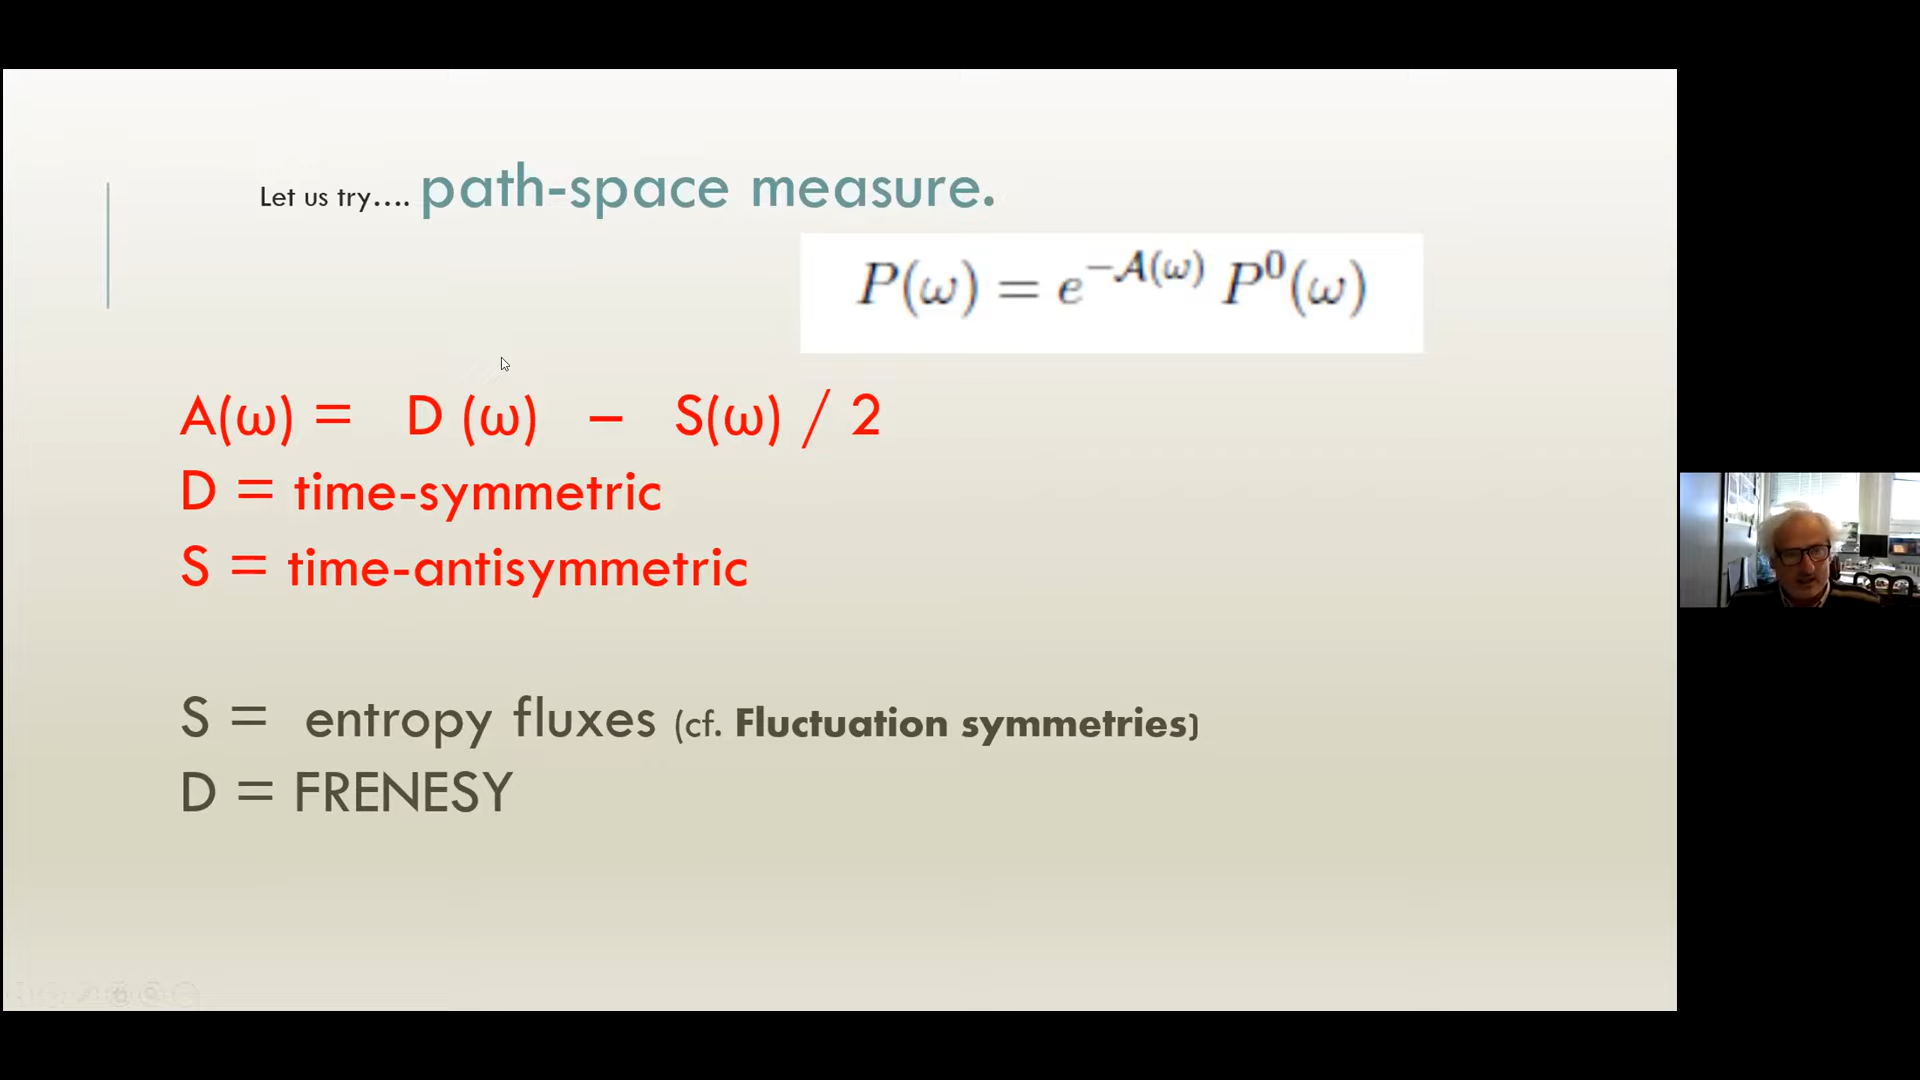 Let us try.... path-space measure.
P(ω) = e^{-A(ω)} P^0(ω)
A(ω) = D (ω) – S(ω) / 2
D = time-symmetric
S = time-antisymmetric
S = entropy fluxes (cf. Fluctuation symmetries)
D = FRENESY